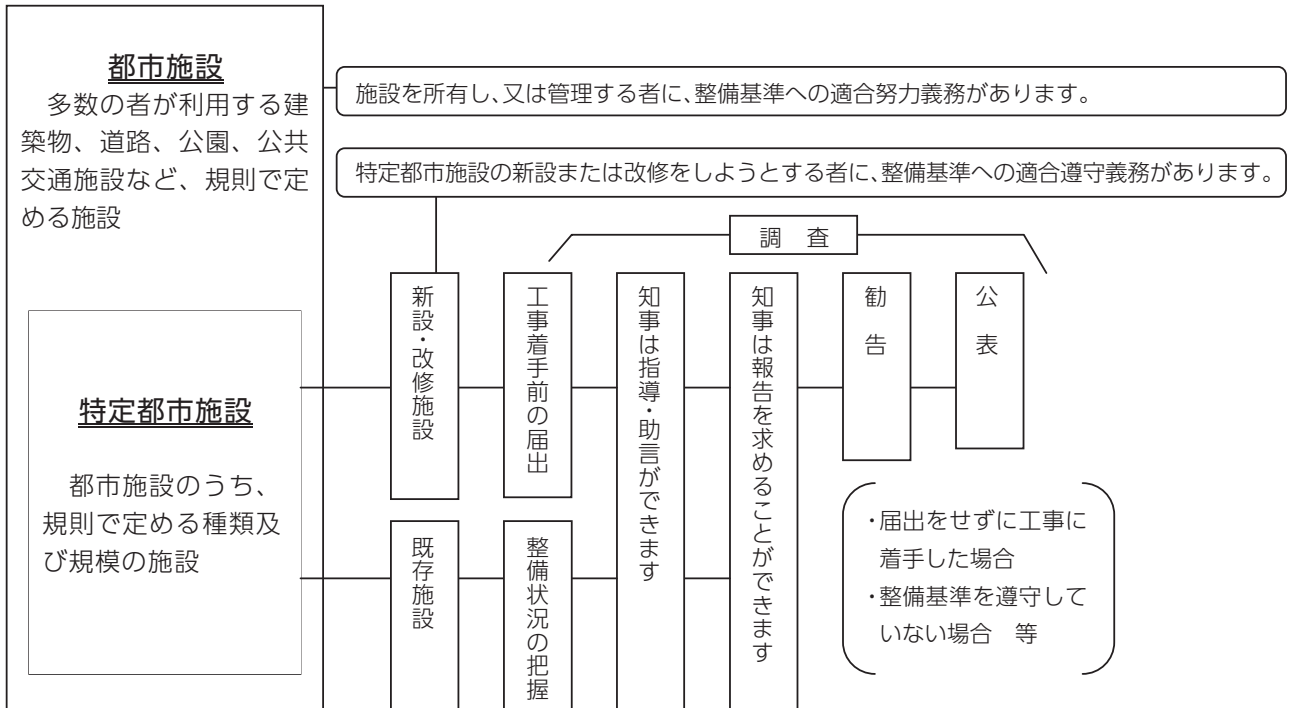 都市施設
多数の者が利用する建
築物、道路、公園、公共
交通施設など、規則で定
める施設
施設を所有し、又は管理する者に、整備基準への適合努力義務があります。
特定都市施設の新設または改修をしようとする者に、整備基準への適合遵守義務があります。
調　査
特定都市施設
都市施設のうち、
規則で定める種類及
び規模の施設
新設・改修施設
工事着手前の届出
知事は指導・助言ができます
知事は報告を求めることができます
勧告
公表
既存施設
整備状況の把握
・届出をせずに工事に
着手した場合
・整備基準を遵守して
いない場合　等